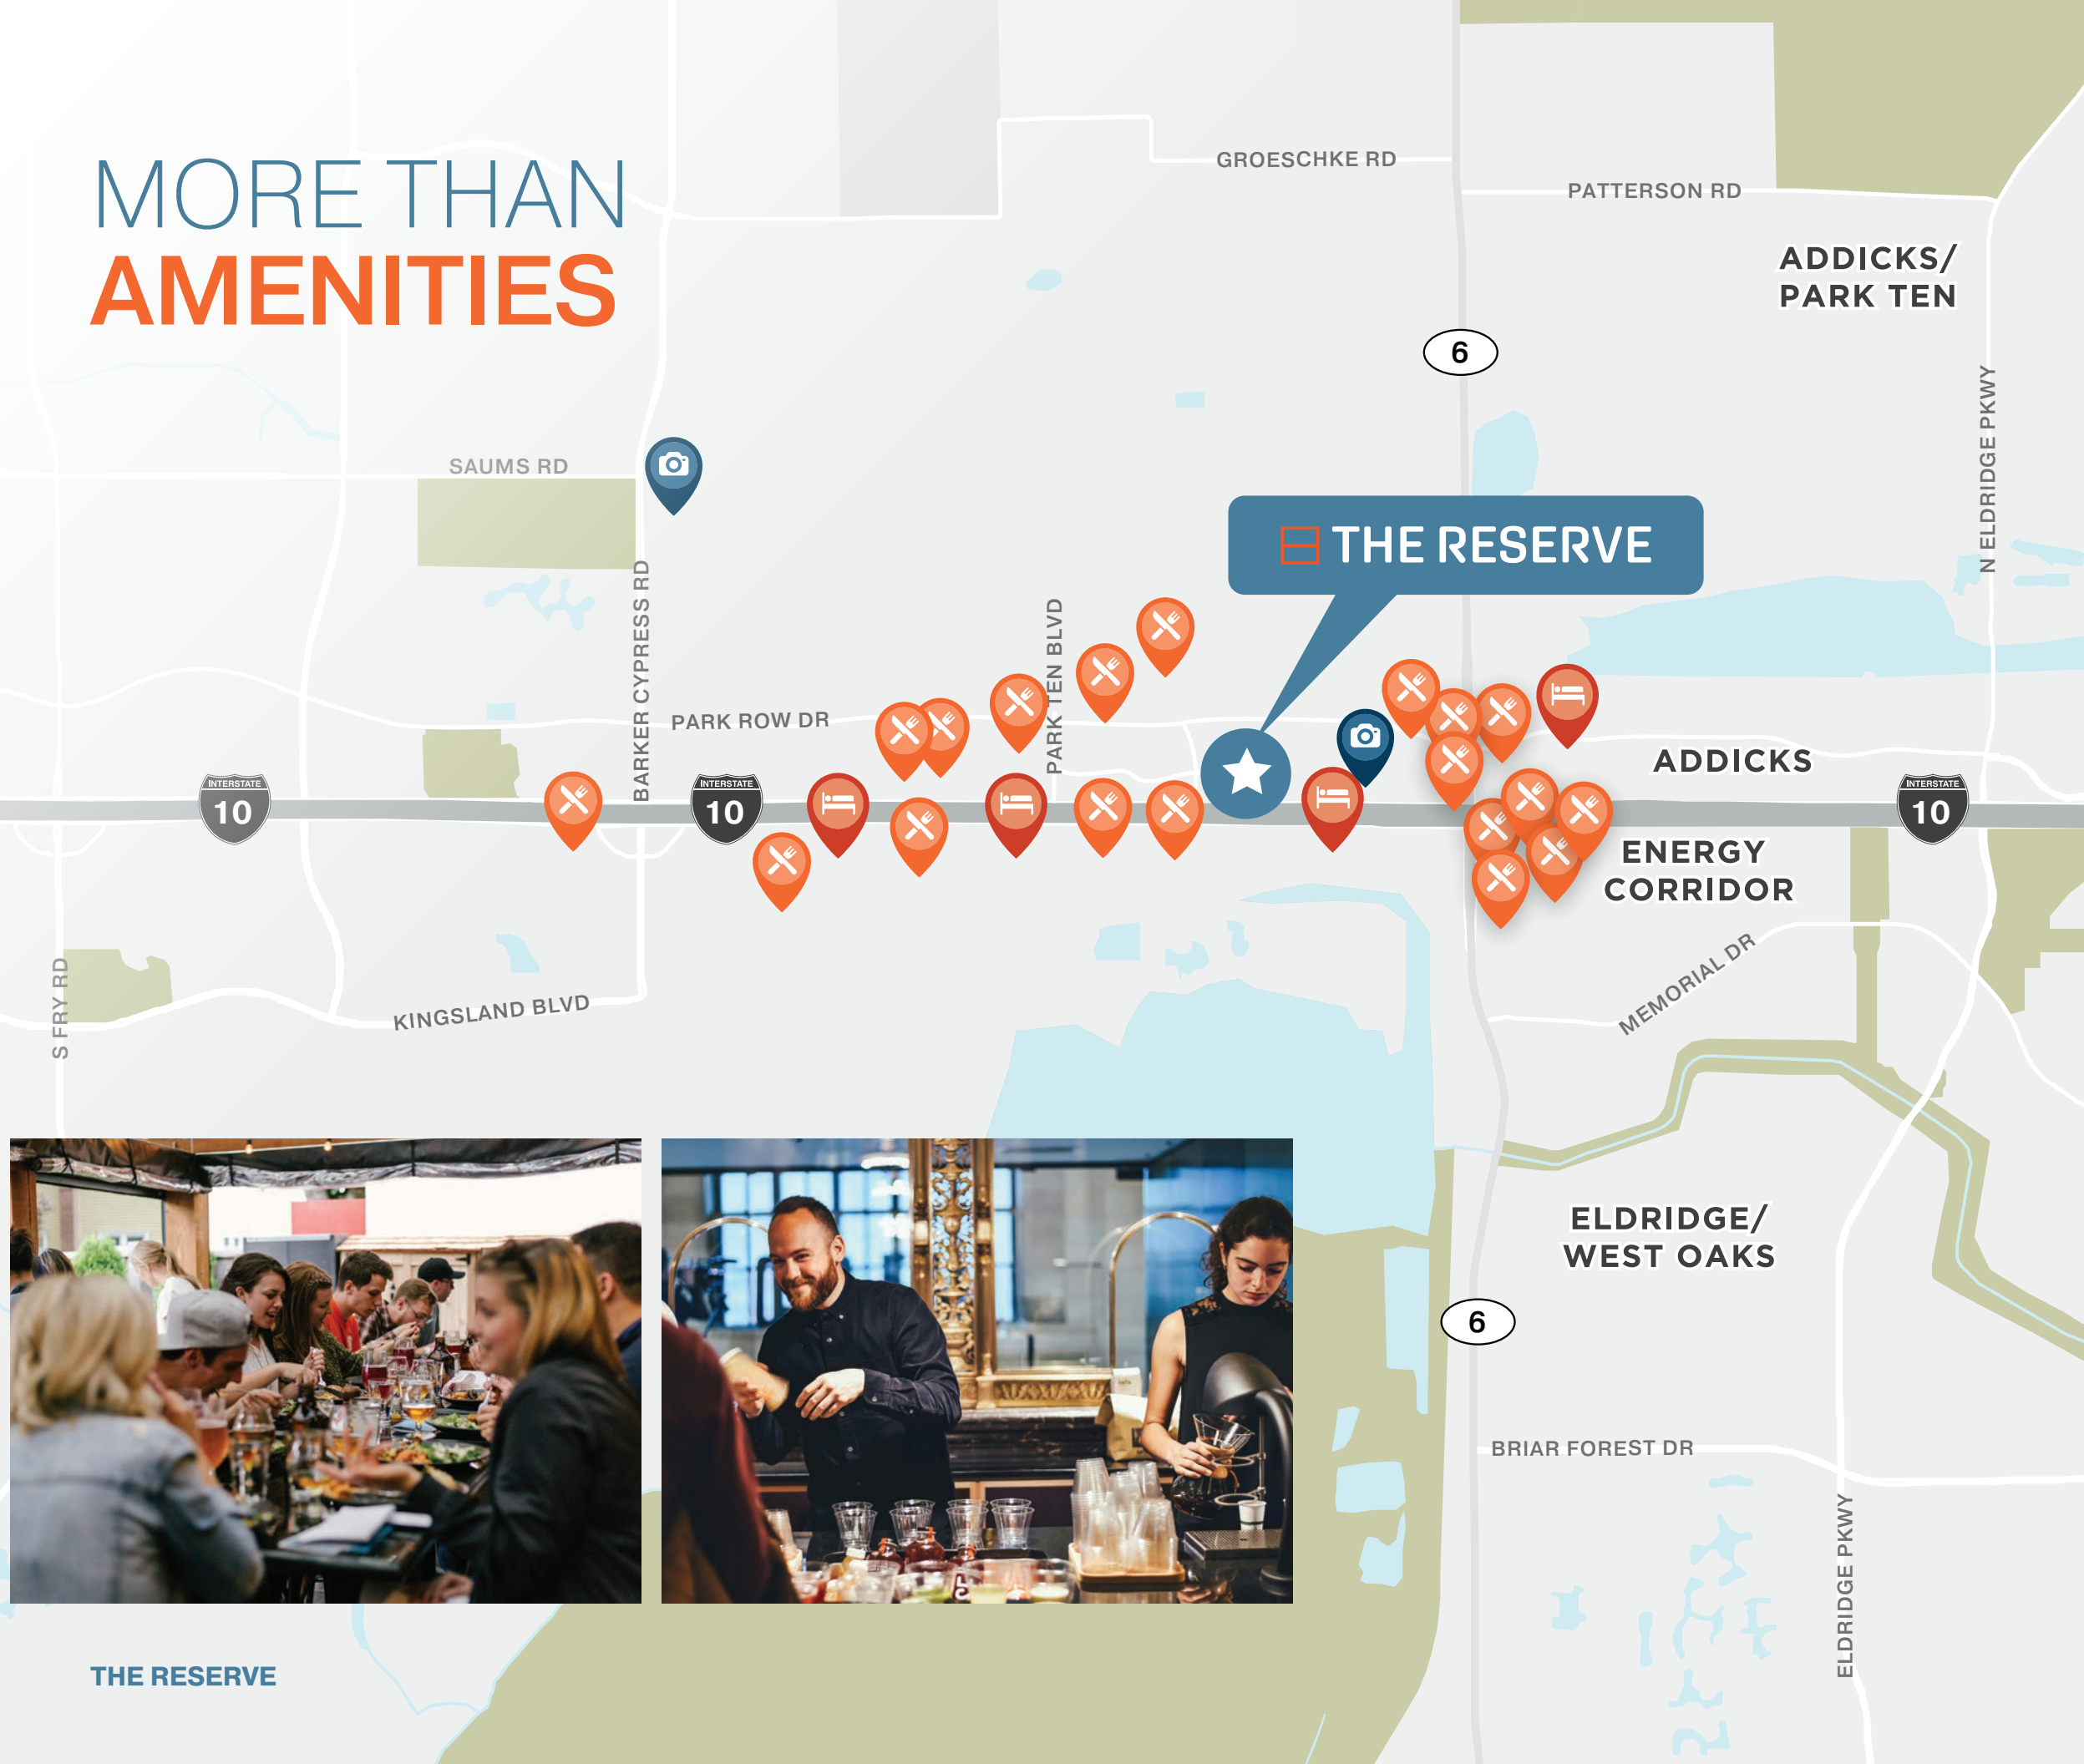 MORE THAN
AMENITIES
GROESCHKE RD
PATTERSON RD
ADDICKS/
PARK TEN
6
N ELDRIDGE PKWY
SAUMS RD
THE RESERVE
BARKER CYPRESS RD
PARK TEN BLVD
PARK ROW DR
ADDICKS
INTERSTATE
10
INTERSTATE
10
INTERSTATE
10
ENERGY
CORRIDOR
MEMORIAL DR
S FRY RD
KINGSLAND BLVD
ELDRIDGE/
WEST OAKS
6
BRIAR FOREST DR
ELDRIDGE PKWY
THE RESERVE